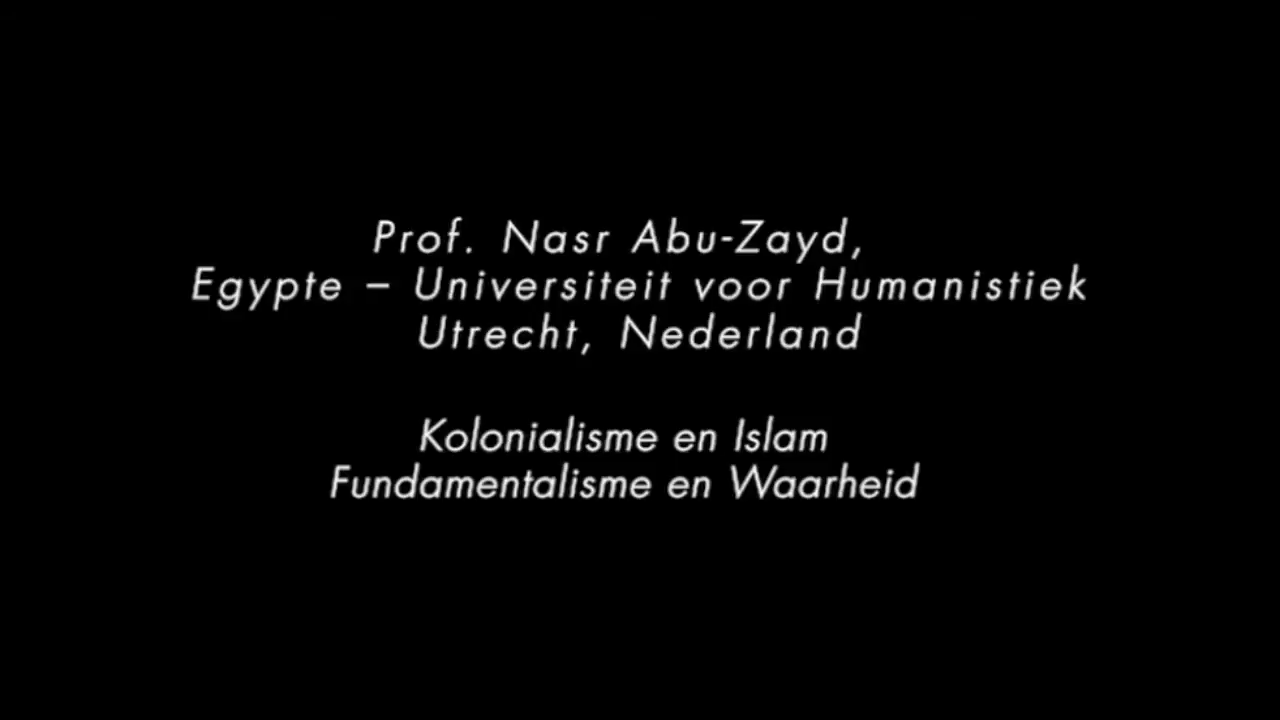 Prof. Nasr Abu-Zayd,
Egypte – Universiteit voor Humanistiek
Utrecht, Nederland
Kolonialisme en Islam
Fundamentalisme en Waarheid